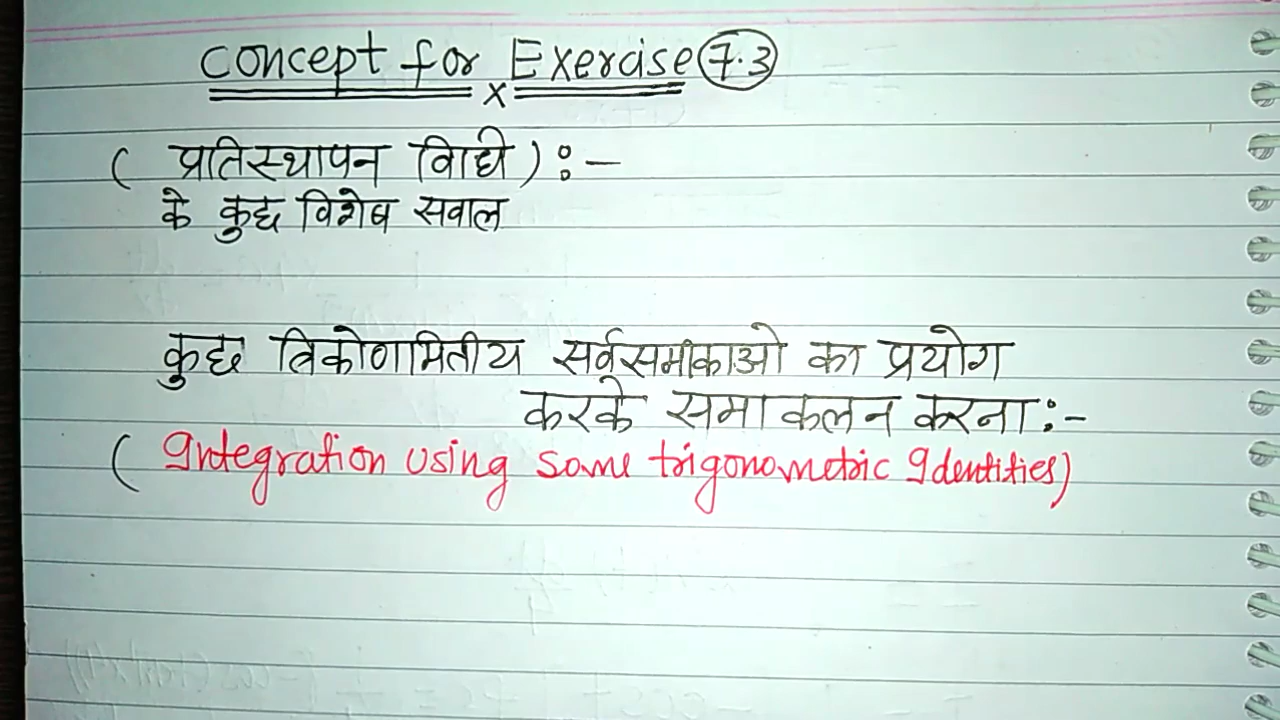 Concept for Exercise 7.3
x
( प्रतिस्थापन विधि ) :-
के कुछ विशेष सवाल
कुछ त्रिकोणमितीय सर्वसमीकाओ का प्रयोग
करके समाकलन करना :-
( Integration using some trigonometric Identities)